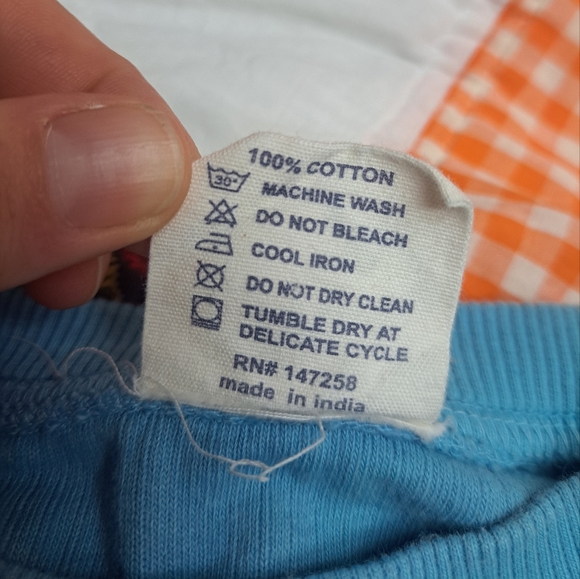 100% COTTON
30° MACHINE WASH
DO NOT BLEACH
COOL IRON
DO NOT DRY CLEAN
TUMBLE DRY AT
DELICATE CYCLE
RN# 147258
made in india